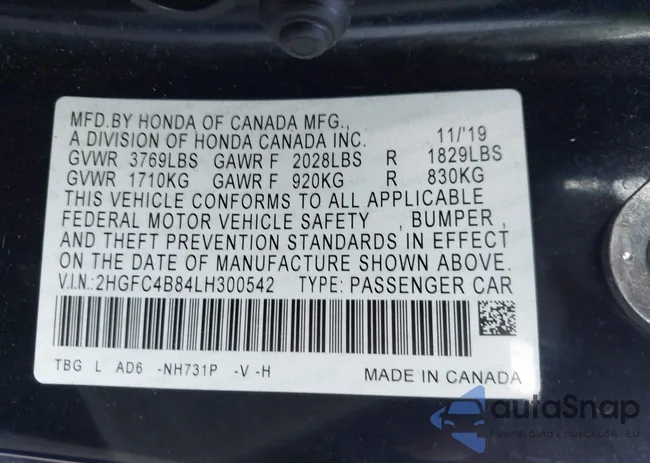 MFD.BY HONDA OF CANADA MFG.,
A DIVISION OF HONDA CANADA INC. 11/'19
GVWR 3769LBS GAWR F 2028LBS R 1829LBS
GVWR 1710KG GAWR F 920KG R 830KG
THIS VEHICLE CONFORMS TO ALL APPLICABLE
FEDERAL MOTOR VEHICLE SAFETY , BUMPER ,
AND THEFT PREVENTION STANDARDS IN EFFECT
ON THE DATE OF MANUFACTURE SHOWN ABOVE.
V.I.N.:2HGFC4B84LH300542 TYPE: PASSENGER CAR
TBG L AD6 -NH731P -V -H
MADE IN CANADA
autoSnap